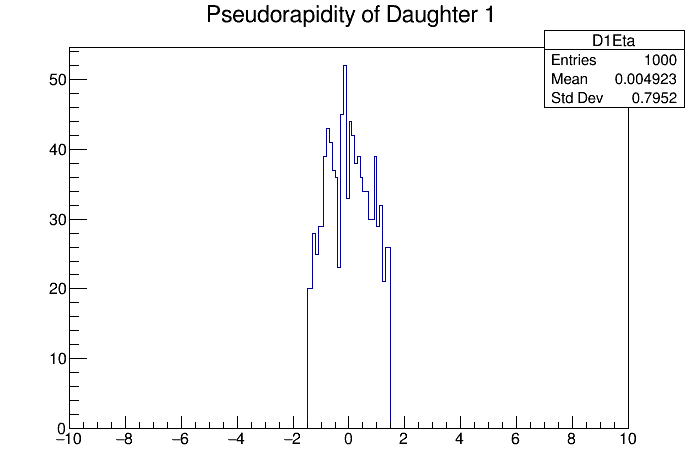 Pseudorapidity of Daughter 1
D1Eta
Entries 1000
Mean 0.004923
Std Dev 0.7952
50
40
30
20
10
0
−10 −8 −6 −4 −2 0 2 4 6 8 10